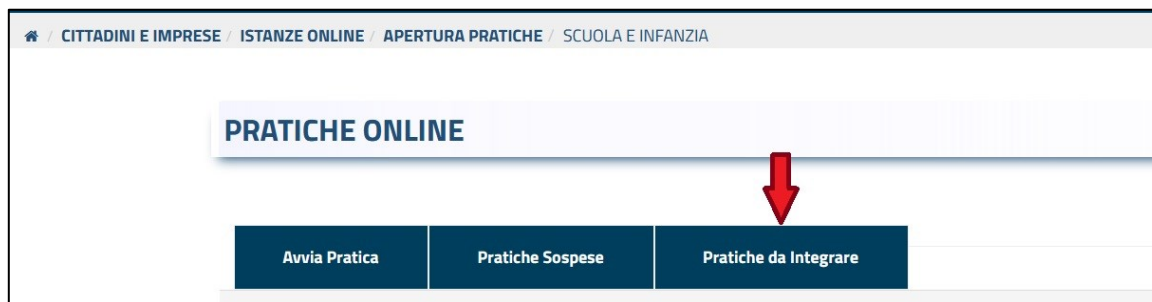 / CITTADINI E IMPRESE / ISTANZE ONLINE / APERTURA PRATICHE / SCUOLA E INFANZIA
PRATICHE ONLINE
Avvia Pratica Pratiche Sospese Pratiche da Integrare